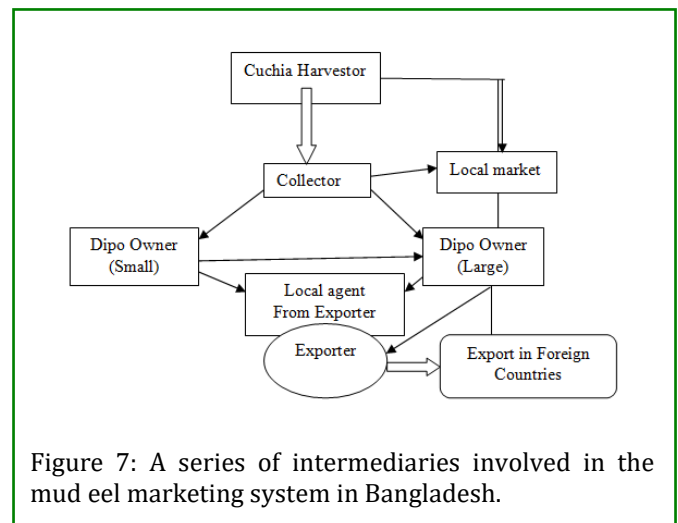 Cuchia Harvestor
Collector
Local market
Dipo Owner
(Small)
Dipo Owner
(Large)
Local agent
From Exporter
Exporter
Export in Foreign
Countries
Figure 7: A series of intermediaries involved in the
mud eel marketing system in Bangladesh.